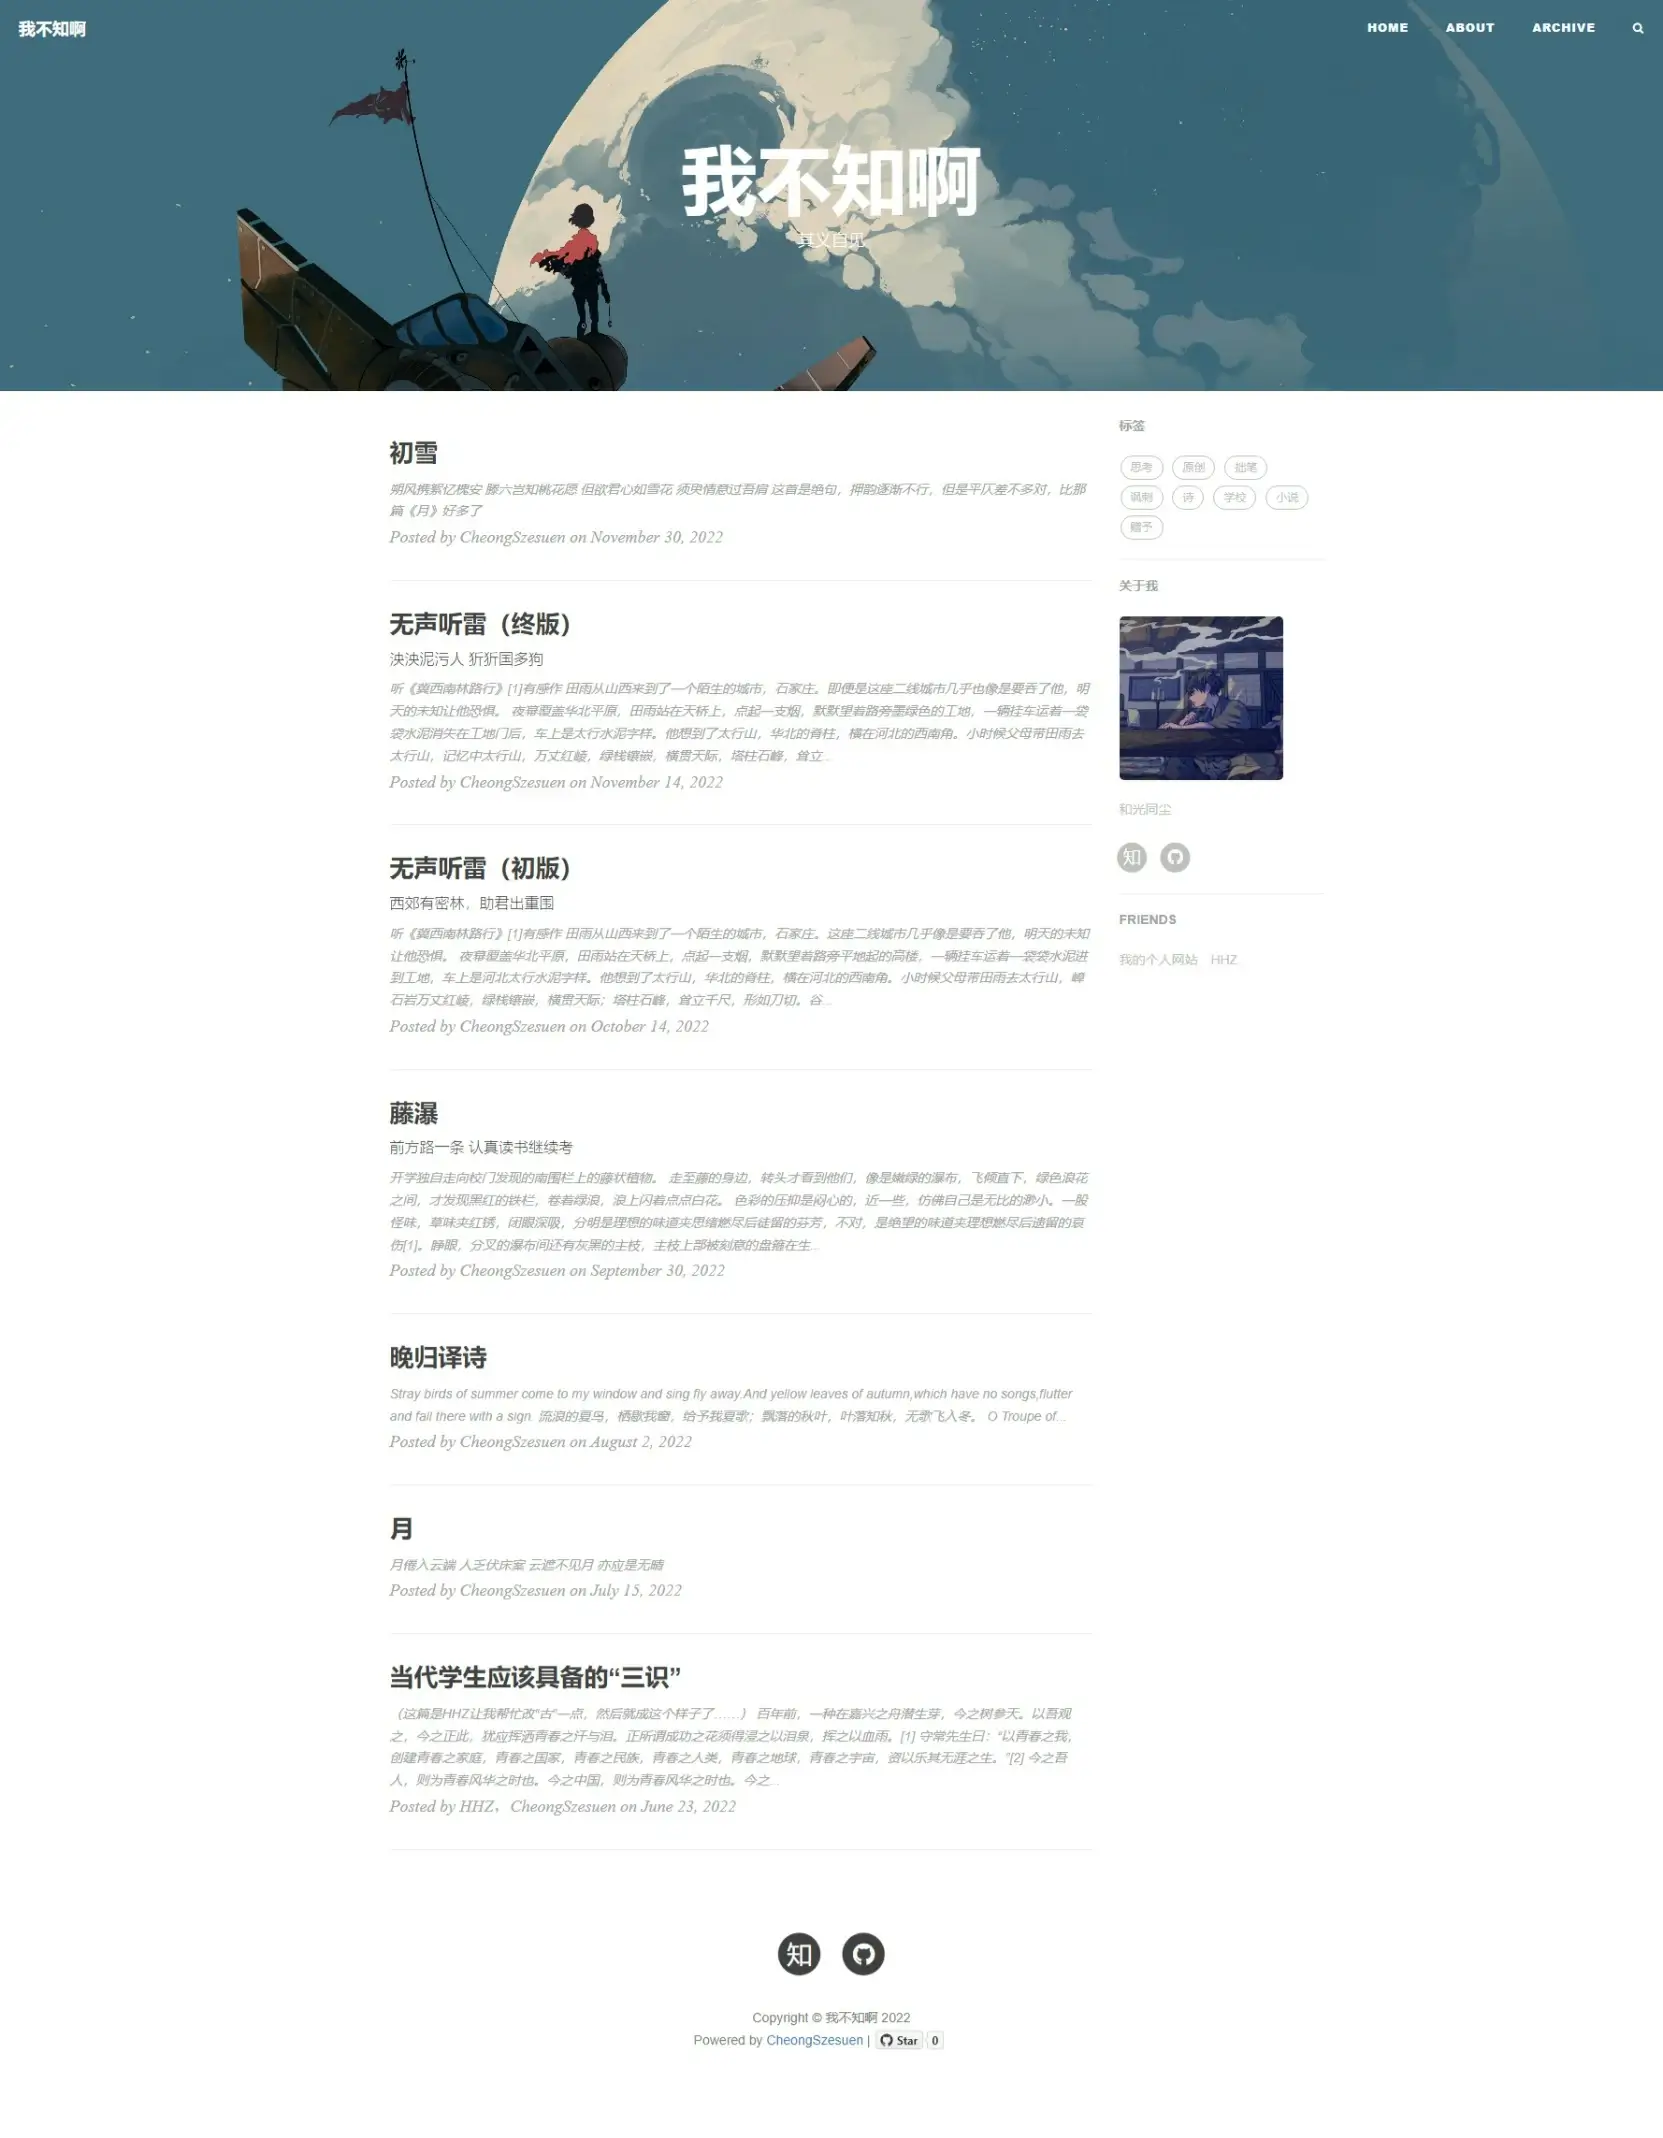 我不知啊
HOME ABOUT ARCHIVE
我不知啊
其义自见
初雪
朔风携絮亿槐安 滕六岂知桃花愿 但欲君心如雪花 须臾情意过吾肩 这首是绝句，押韵逐渐不行，但是平仄差不多对，比那
篇《月》好多了
Posted by CheongSzesuen on November 30, 2022
无声听雷（终版）
泱泱泥污人 狾狾国多狗
听《冀西南林路行》[1]有感作 田雨从山西来到了一个陌生的城市，石家庄。即便是这座二线城市几乎也像是要吞了他，明
天的未知让他恐惧。 夜幕覆盖华北平原，田雨站在天桥上，点起一支烟，默默望着路旁墨绿色的工地，一辆挂车运着一袋
袋水泥消失在工地门后，车上是太行水泥字样。他想到了太行山，华北的脊柱，横在河北的西南角。小时候父母带田雨去
太行山，记忆中太行山，万丈红崚，绿栈镶嵌，横贯天际，塔柱石峰，耸立...
Posted by CheongSzesuen on November 14, 2022
无声听雷（初版）
西郊有密林，助君出重围
听《冀西南林路行》[1]有感作 田雨从山西来到了一个陌生的城市，石家庄。这座二线城市几乎像是要吞了他，明天的未知
让他恐惧。 夜幕覆盖华北平原，田雨站在天桥上，点起一支烟，默默望着路旁平地起的高楼，一辆挂车运着一袋袋水泥进
到工地，车上是河北太行水泥字样。他想到了太行山，华北的脊柱，横在河北的西南角。小时候父母带田雨去太行山，嶂
石岩万丈红崚，绿栈镶嵌，横贯天际；塔柱石峰，耸立千尺，形如刀切。谷...
Posted by CheongSzesuen on October 14, 2022
藤瀑
前方路一条 认真读书继续考
开学独自走向校门发现的南围栏上的藤状植物。 走至藤的身边，转头才看到他们，像是嫩绿的瀑布，飞倾直下，绿色浪花
之间，才发现黑红的铁栏，卷着绿浪，浪上闪着点点白花。 色彩的压抑是闷心的，近一些，仿佛自己是无比的渺小。一股
怪味，草味夹红锈，闭眼深吸，分明是理想的味道夹思绪燃尽后徒留的芬芳，不对，是绝望的味道夹理想燃尽后遗留的哀
伤[1]。睁眼，分叉的瀑布间还有灰黑的主枝，主枝上部被刻意的盘箍在生...
Posted by CheongSzesuen on September 30, 2022
晚归译诗
Stray birds of summer come to my window and sing fly away.And yellow leaves of autumn,which have no songs,flutter
and fall there with a sign. 流浪的夏鸟，栖歇我窗，给予我夏歌；飘落的秋叶，叶落知秋，无歌飞入冬。 O Troupe of...
Posted by CheongSzesuen on August 2, 2022
月
月倦入云端 人乏伏床室 云遮不见月 亦应是无晴
Posted by CheongSzesuen on July 15, 2022
当代学生应该具备的“三识”
（这篇是HHZ让我帮忙改“古”一点，然后就成这个样子了……） 百年前，一种在嘉兴之舟潜生芽，今之树参天。以吾观
之，今之正此，犹应挥洒青春之汗与泪。正所谓成功之花须得浸之以泪泉，挥之以血雨。[1] 守常先生曰：“以青春之我，
创建青春之家庭，青春之国家，青春之民族，青春之人类，青春之地球，青春之宇宙，资以乐其无涯之生。”[2] 今之吾
人，则为青春风华之时也。今之中国，则为青春风华之时也。今之...
Posted by HHZ，CheongSzesuen on June 23, 2022
标签
思考 原创 拙笔
讽刺 诗 学校 小说
赠予
关于我
和光同尘
知
FRIENDS
我的个人网站 HHZ
知
Copyright © 我不知啊 2022
Powered by CheongSzesuen | Star 0